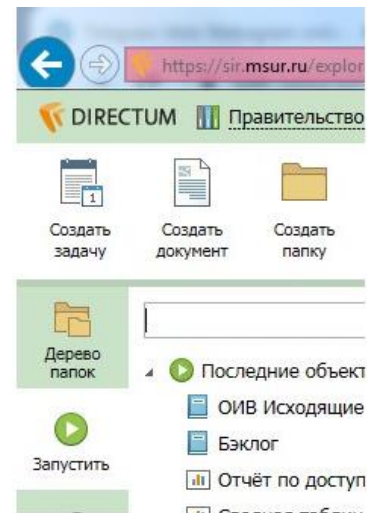 https://sir.msur.ru/explor
DIRECTUM Правительство
Создать задачу
Создать документ
Создать папку
1
Дерево папок
Последние объект
ОИВ Исходящие
Бэклог
Запустить
Отчёт по доступ